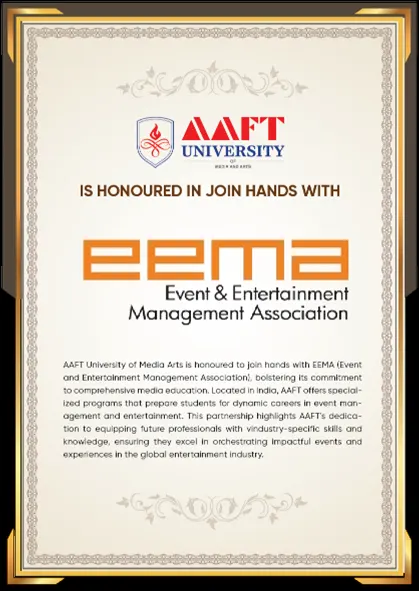 AAFT
UNIVERSITY
OF
MEDIA AND ARTS
IS HONOURED IN JOIN HANDS WITH
eema
Event & Entertainment
Management Association
AAFT University of Media Arts is honoured to join hands with EEMA (Event
and Entertainment Management Association), bolstering its commitment
to comprehensive media education. Located in India, AAFT offers special-
ized programs that prepare students for dynamic careers in event man-
agement and entertainment. This partnership highlights AAFT's dedica-
tion to equipping future professionals with vindustry-specific skills and
knowledge, ensuring they excel in orchestrating impactful events and
experiences in the global entertainment industry.